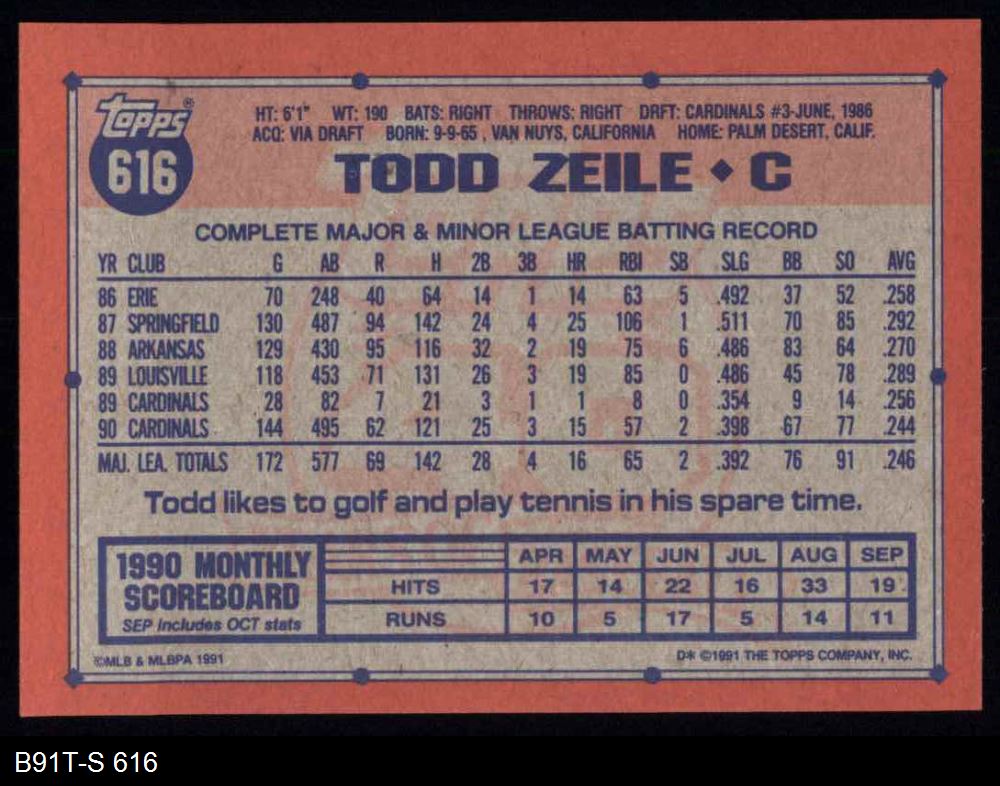 Topps®
616
HT: 6'1" WT: 190 BATS: RIGHT THROWS: RIGHT DRFT: CARDINALS #3-JUNE, 1986
ACQ: VIA DRAFT BORN: 9-9-65, VAN NUYS, CALIFORNIA HOME: PALM DESERT, CALIF.
TODD ZEILE ♦ C
COMPLETE MAJOR & MINOR LEAGUE BATTING RECORD
YR CLUB G AB R H 2B 3B HR RBI SB SLG BB SO AVG
86 ERIE 70 248 40 64 14 1 14 63 5 .492 37 52 .258
87 SPRINGFIELD 130 487 94 142 24 4 25 106 1 .511 70 85 .292
88 ARKANSAS 129 430 95 116 32 2 19 75 6 .486 83 64 .270
89 LOUISVILLE 118 453 71 131 26 3 19 85 0 .486 45 78 .289
89 CARDINALS 28 82 7 21 3 1 1 8 0 .354 9 14 .256
90 CARDINALS 144 495 62 121 25 3 15 57 2 .398 67 77 .244
MAJ. LEA. TOTALS 172 577 69 142 28 4 16 65 2 .392 76 91 .246
Todd likes to golf and play tennis in his spare time.
1990 MONTHLY
SCOREBOARD
SEP includes OCT stats
APR MAY JUN JUL AUG SEP
HITS 17 14 22 16 33 19
RUNS 10 5 17 5 14 11
©MLB & MLBPA 1991
D* ©1991 THE TOPPS COMPANY, INC.
B91T-S 616